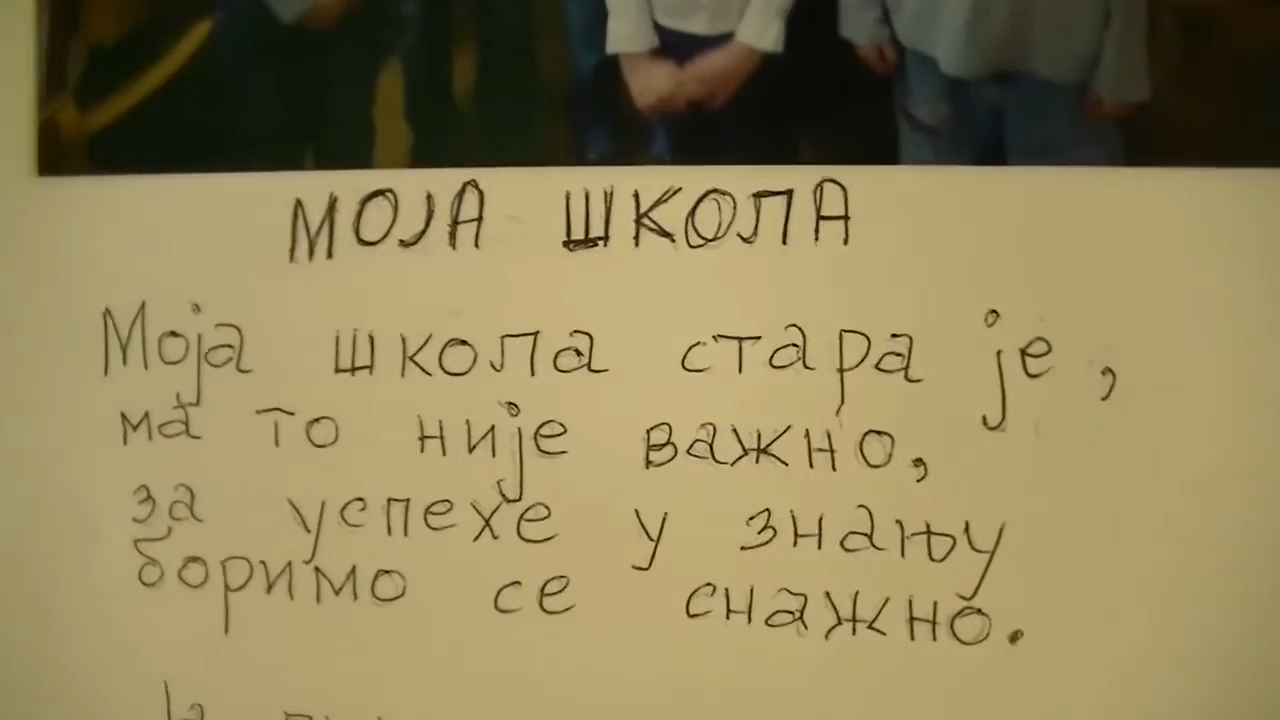 МОЈА ШКОЛА
Моја школа стара је,
ма то није важно,
за успехе у знању
боримо се снажно.